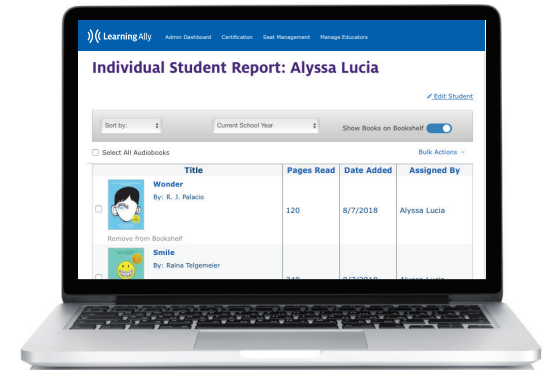 Learning Ally Admin Dashboard Certification Seat Management Manage Educators
Individual Student Report: Alyssa Lucia
Edit Student
Sort by: Current School Year Show Books on Bookshelf
Select All Audiobooks Bulk Actions
Title Pages Read Date Added Assigned By
Wonder
By: R. J. Palacio
120 8/7/2018 Alyssa Lucia
Remove from Bookshelf
Smile
By: Raina Telgemeier